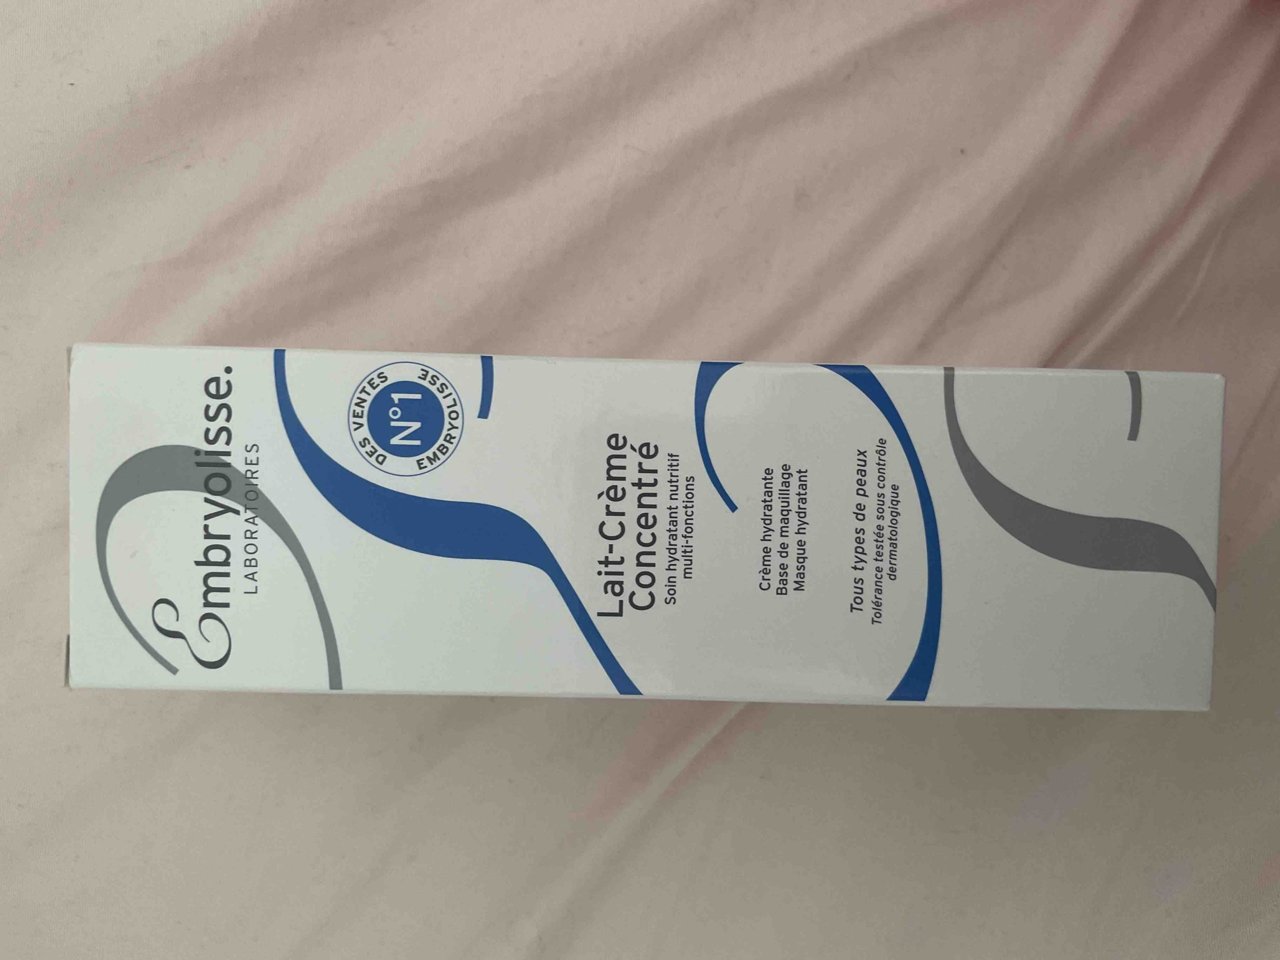 Embryolisse.
LABORATOIRES
N°1
DES VENTES
EMBRYOLISSE
Lait-Crème
Concentré
Soin hydratant nutritif
multi-fonctions
Crème hydratante
Base de maquillage
Masque hydratant
Tous types de peaux
Tolérance testée sous contrôle
dermatologique